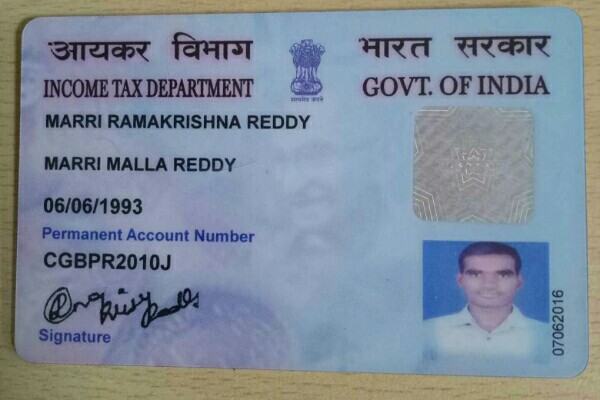 आयकर विभाग
भारत सरकार
INCOME TAX DEPARTMENT
GOVT. OF INDIA
सत्यमेव जयते
MARRI RAMAKRISHNA REDDY
MARRI MALLA REDDY
06/06/1993
Permanent Account Number
CGBPR2010J
Signature
07062016